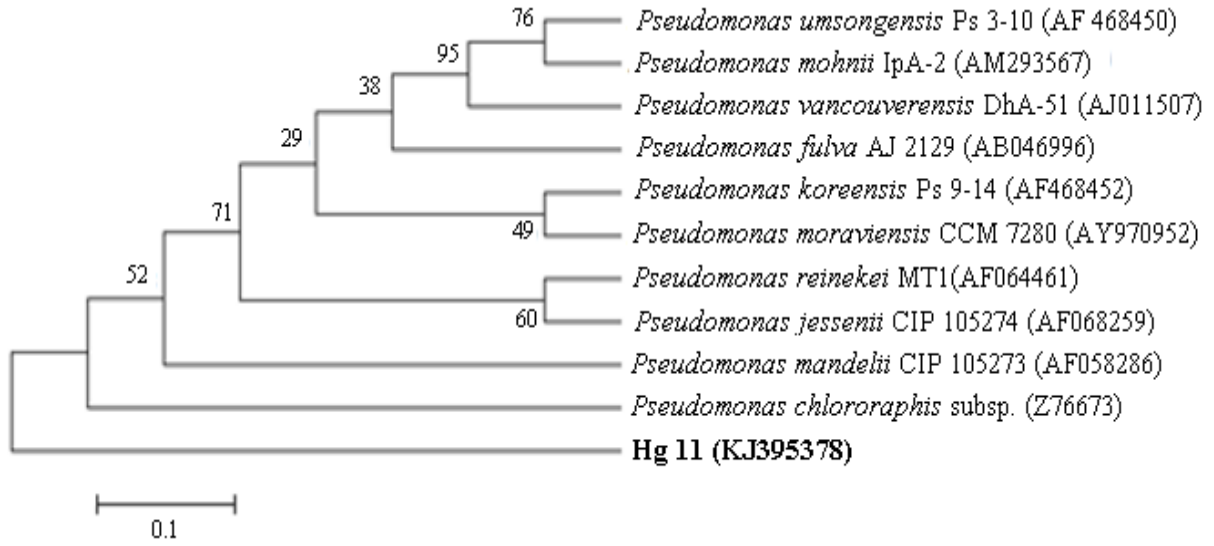 76
Pseudomonas umsongensis Ps 3-10 (AF 468450)
95
Pseudomonas mohnii IpA-2 (AM293567)
38
Pseudomonas vancouverensis DhA-51 (AJ011507)
29
Pseudomonas fulva AJ 2129 (AB046996)
Pseudomonas koreensis Ps 9-14 (AF468452)
71
49
Pseudomonas moraviensis CCM 7280 (AY970952)
52
Pseudomonas reinekei MT1(AF064461)
60
Pseudomonas jessenii CIP 105274 (AF068259)
Pseudomonas mandelii CIP 105273 (AF058286)
Pseudomonas chlororaphis subsp. (Z76673)
Hg 11 (KJ395378)
0.1